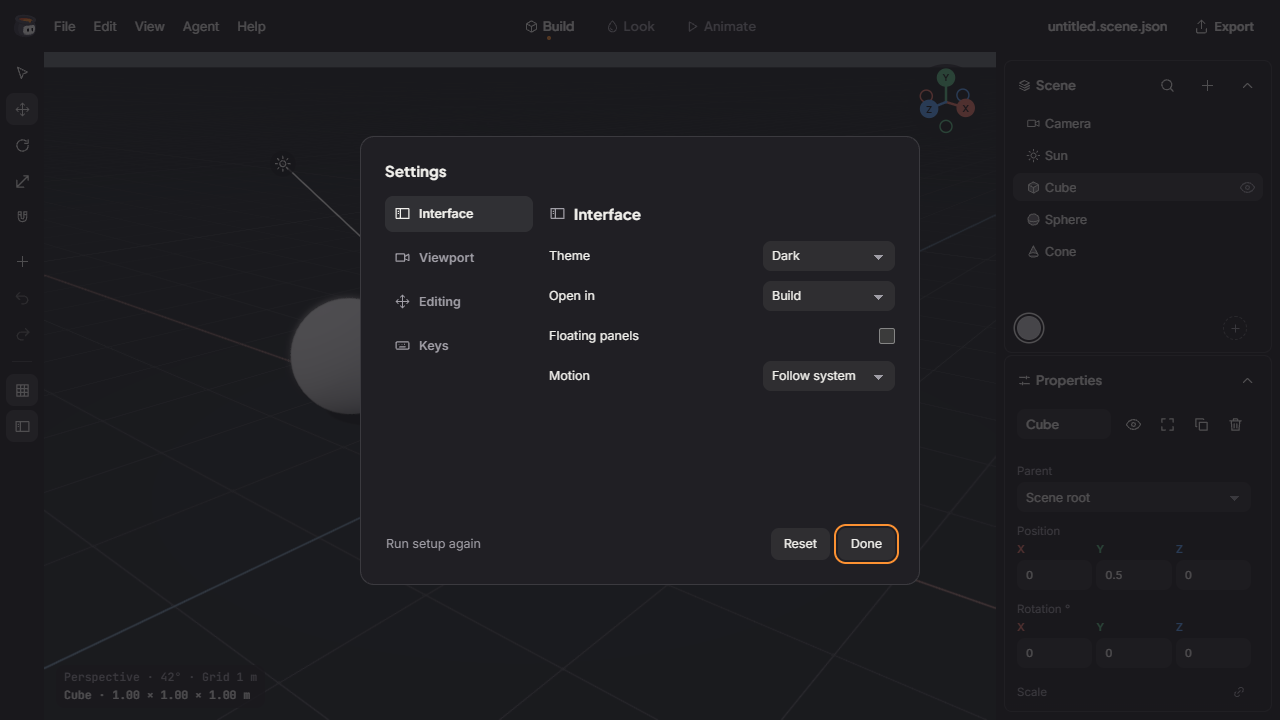 File Edit View Agent Help
Build Look Animate
untitled.scene.json Export
Y
X
Z
Scene
Camera
Sun
Cube
Sphere
Cone
Settings
Interface
Viewport
Editing
Keys
Interface
Theme Dark
Open in Build
Floating panels
Motion Follow system
Run setup again Reset Done
Properties
Cube
Parent
Scene root
Position
X Y Z
0 0.5 0
Rotation *
X Y Z
0 0 0
Scale
Perspective · 42° · Grid 1 m
Cube · 1.00 × 1.00 × 1.00 m